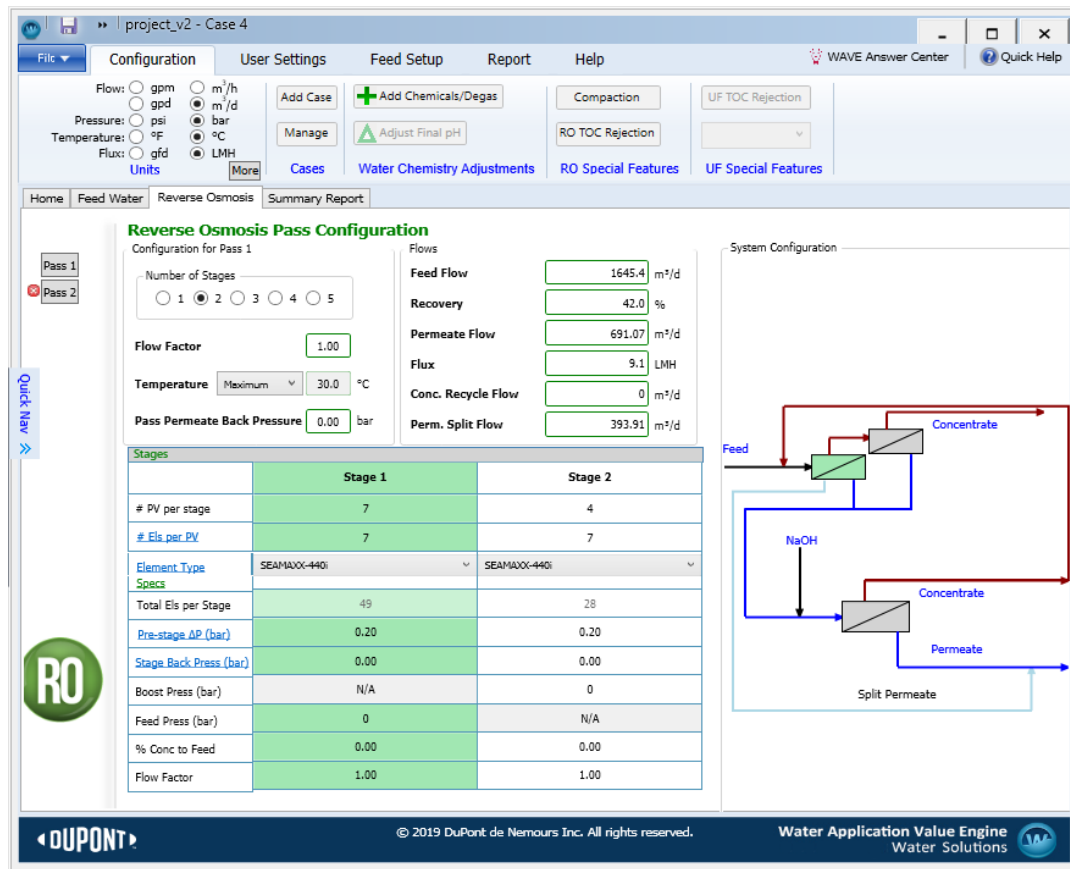 project_v2 - Case 4
File Configuration User Settings Feed Setup Report Help WAVE Answer Center Quick Help
Flow: gpm m³/h
gpd m³/d
Pressure: psi bar
Temperature: °F °C
Flux: gfd LMH
Units More
Add Case
Manage
Cases
Add Chemicals/Degas
Adjust Final pH
Water Chemistry Adjustments
Compaction
RO TOC Rejection
RO Special Features
UF TOC Rejection
UF Special Features
Home Feed Water Reverse Osmosis Summary Report
Reverse Osmosis Pass Configuration
Pass 1
Pass 2
Quick Nav
RO
Configuration for Pass 1
Number of Stages
1 2 3 4 5
Flow Factor 1.00
Temperature Maximum 30.0 °C
Pass Permeate Back Pressure 0.00 bar
Flows
Feed Flow 1645.4 m³/d
Recovery 42.0 %
Permeate Flow 691.07 m³/d
Flux 9.1 LMH
Conc. Recycle Flow 0 m³/d
Perm. Split Flow 393.91 m³/d
Stages
Stage 1 Stage 2
# PV per stage 7 4
# Els per PV 7 7
Element Type SEAMAXX-440i SEAMAXX-440i
Specs
Total Els per Stage 49 28
Pre-stage ΔP (bar) 0.20 0.20
Stage Back Press (bar) 0.00 0.00
Boost Press (bar) N/A 0
Feed Press (bar) 0 N/A
% Conc to Feed 0.00 0.00
Flow Factor 1.00 1.00
System Configuration
Concentrate
Feed
NaOH
Concentrate
Permeate
Split Permeate
DUPONT
© 2019 DuPont de Nemours Inc. All rights reserved.
Water Application Value Engine
Water Solutions